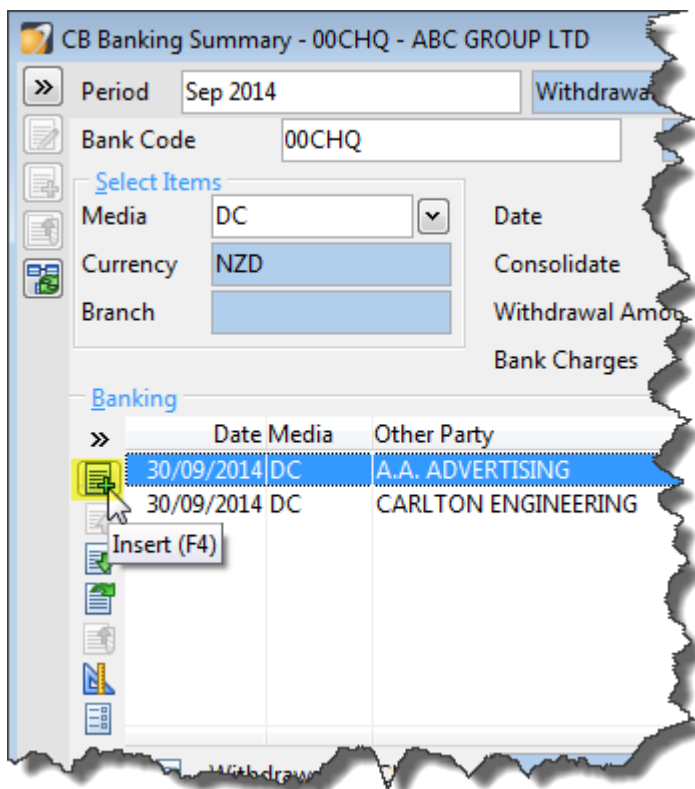 CB Banking Summary - 00CHQ - ABC GROUP LTD
Period Sep 2014
Bank Code 00CHQ
Select Items
Media DC Date
Currency NZD Consolidate
Branch Withdrawal
Bank Charges
Banking
Date Media Other Party
30/09/2014 DC A.A. ADVERTISING
30/09/2014 DC CARLTON ENGINEERING
Insert (F4)